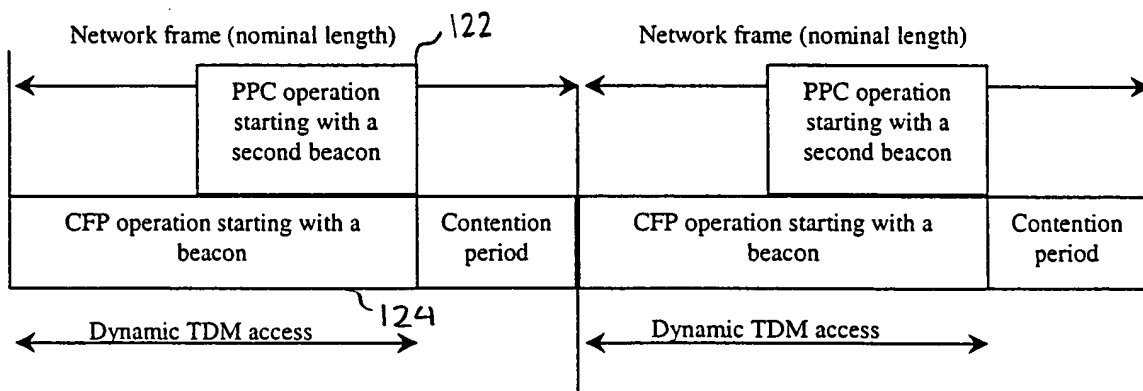 Network frame (nominal length)
122
Network frame (nominal length)
PPC operation
starting with a
second beacon
PPC operation
starting with a
second beacon
CFP operation starting with a
beacon
Contention
period
CFP operation starting with a
beacon
Contention
period
124
Dynamic TDM access
Dynamic TDM access